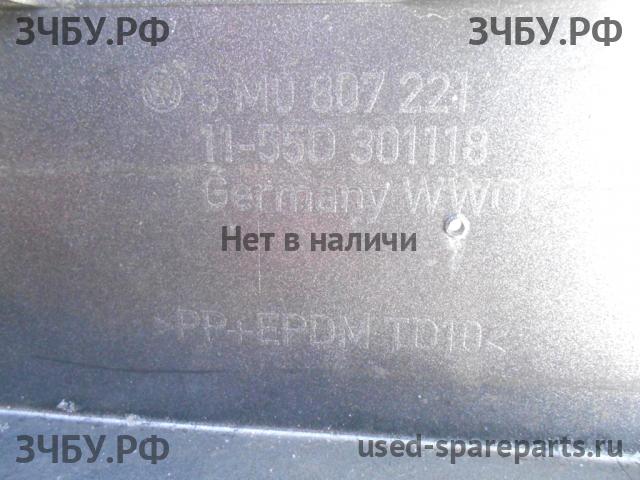 ЗЧБУ.РФ ЗЧБУ.РФ
5 M0 807 221
11-550 301118
Germany WWO
Нет в наличи
>PP+EPDM TD10<
ЗЧБУ.РФ used-spareparts.ru